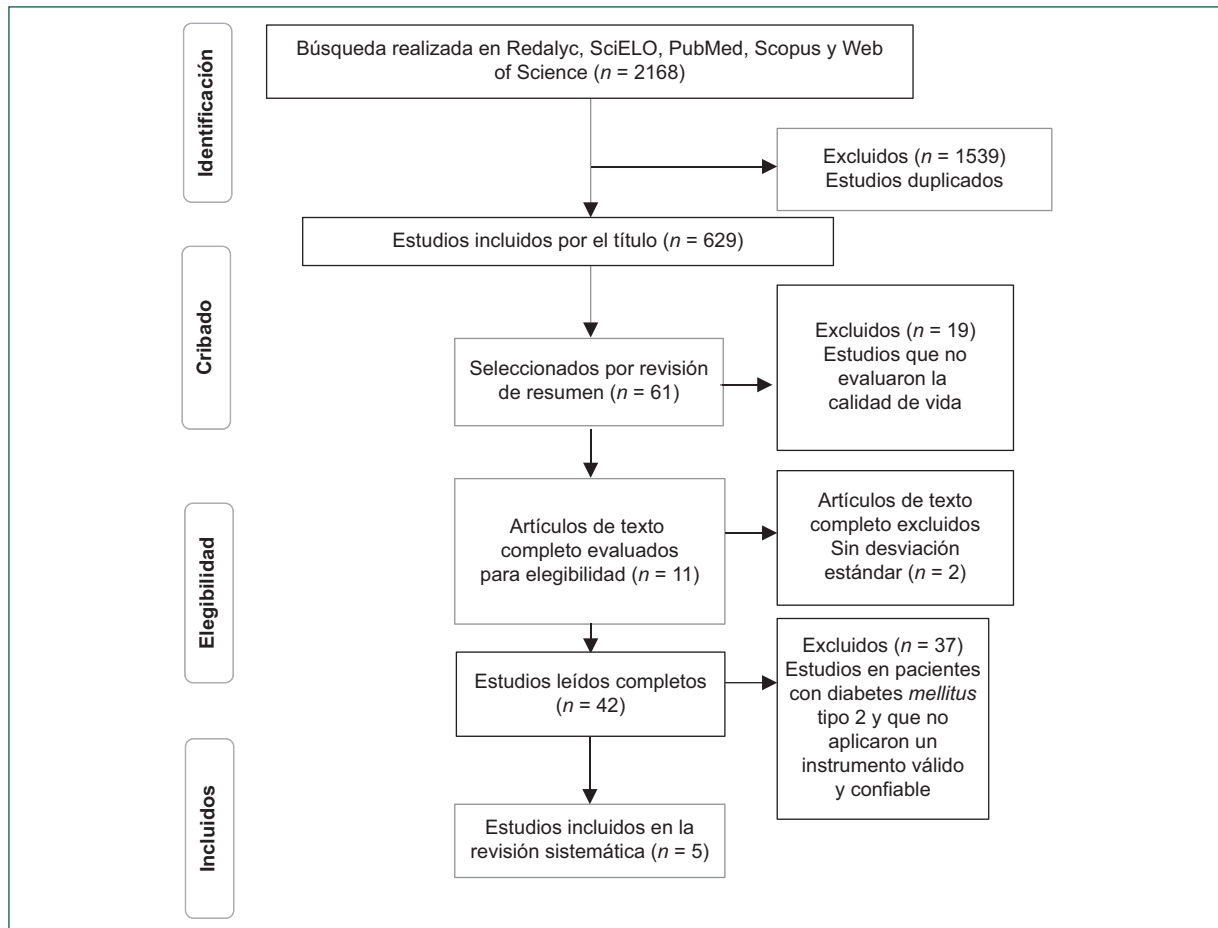 Identificación
Búsqueda realizada en Redalyc, SciELO, PubMed, Scopus y Web
of Science (n = 2168)
Excluidos (n = 1539)
Estudios duplicados
Estudios incluidos por el título (n = 629)
Cribado
Seleccionados por revisión
de resumen (n = 61)
Excluidos (n = 19)
Estudios que no
evaluaron la
calidad de vida
Elegibilidad
Artículos de texto
completo evaluados
para elegibilidad (n = 11)
Artículos de texto
completo excluidos
Sin desviación
estándar (n = 2)
Estudios leídos completos
(n = 42)
Excluidos (n = 37)
Estudios en pacientes
con diabetes mellitus
tipo 2 y que no
aplicaron un
instrumento válido
y confiable
Incluidos
Estudios incluidos en la
revisión sistemática (n = 5)